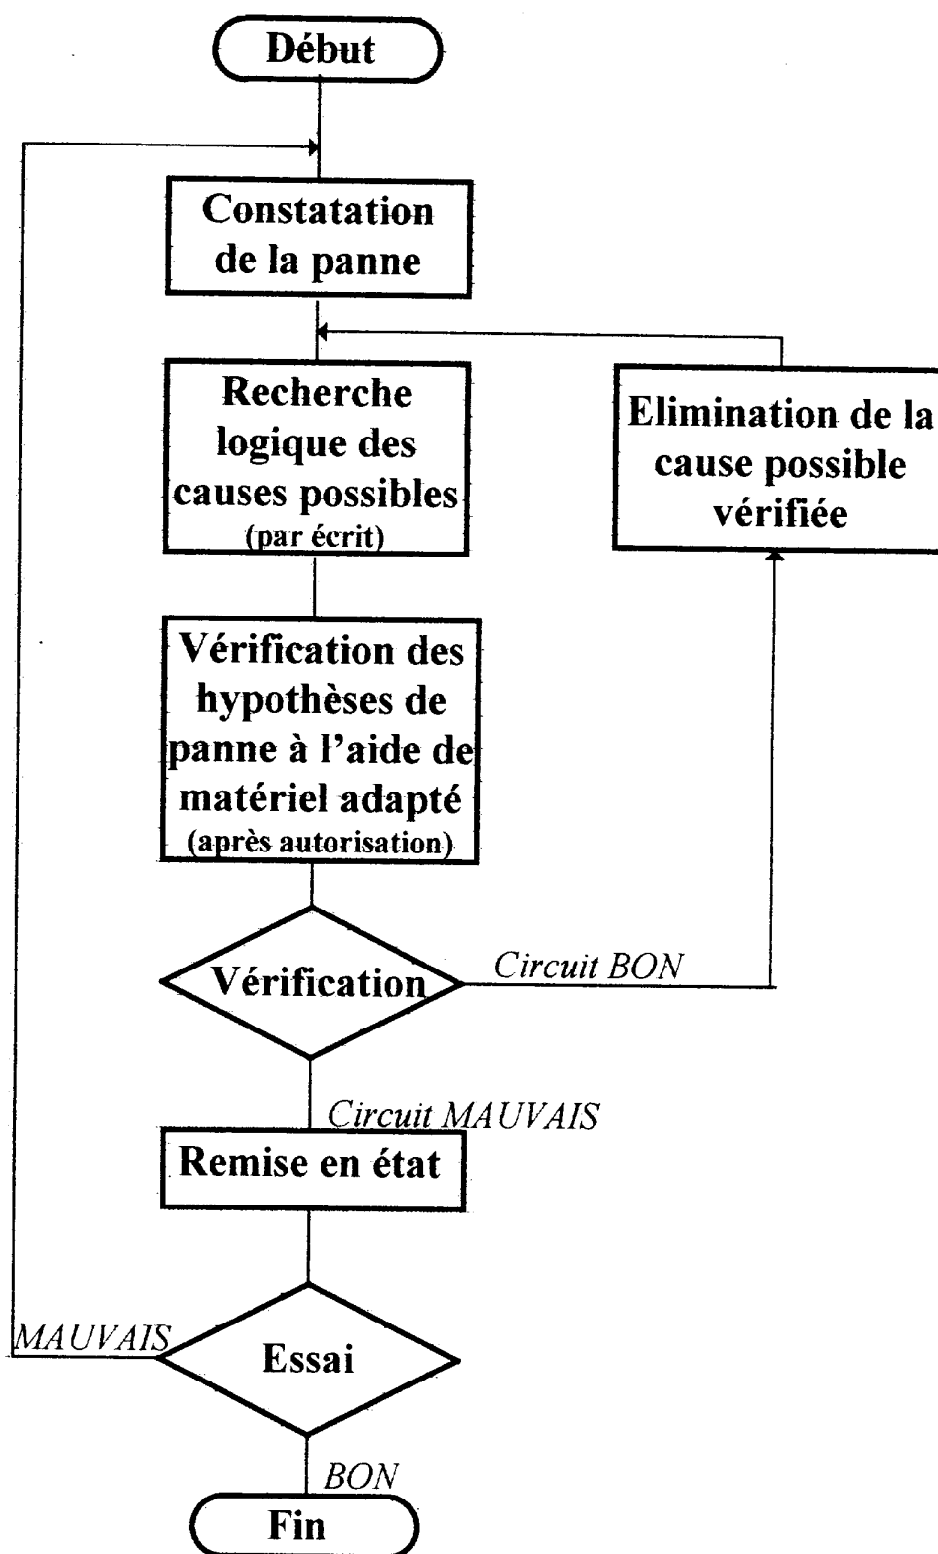 Début
Constatation
de la panne
Recherche
logique des
causes possibles
(par écrit)
Elimination de la
cause possible
vérifiée
Vérification des
hypothèses de
panne à l'aide de
matériel adapté
(après autorisation)
Vérification
Circuit BON
Circuit MAUVAIS
Remise en état
MAUVAIS
Essai
BON
Fin